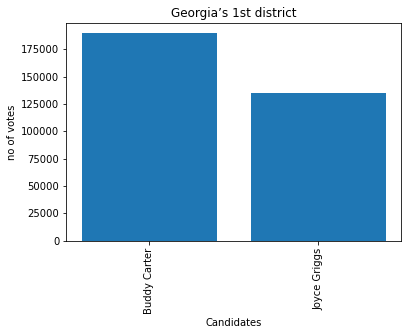 Georgia’s 1st district
no of votes
175000
150000
125000
100000
75000
50000
25000
0
Buddy Carter
Joyce Griggs
Candidates